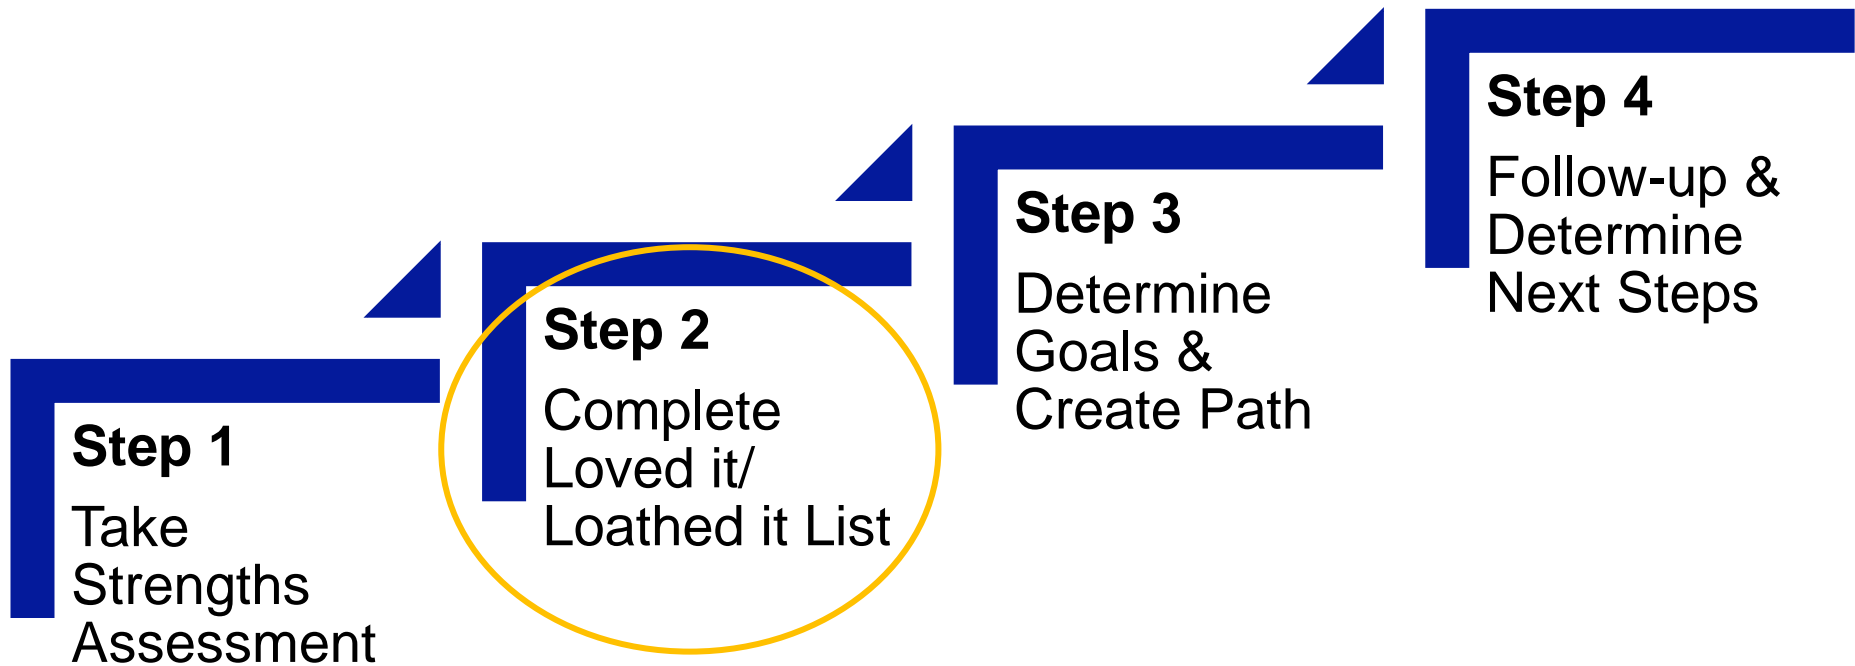 Step 1
Take
Strengths
Assessment
Step 2
Complete
Loved it/
Loathed it List
Step 3
Determine
Goals &
Create Path
Step 4
Follow-up &
Determine
Next Steps